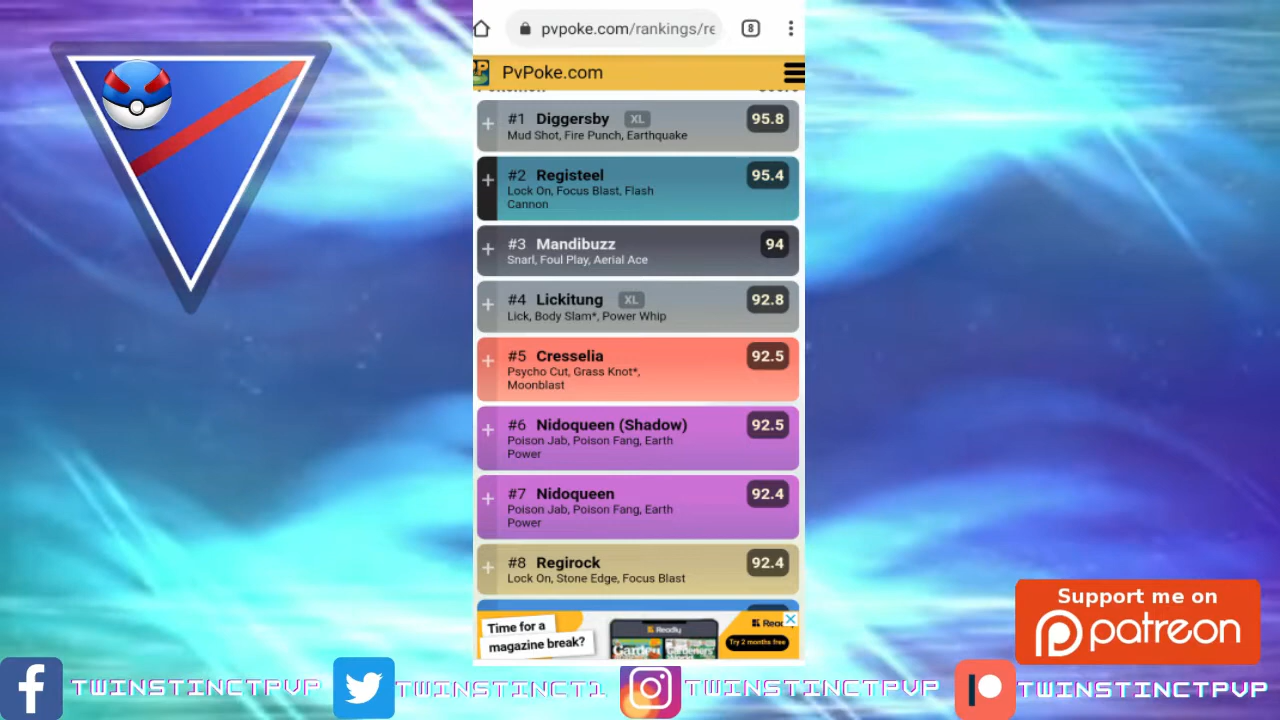 pvpoke.com/rankings/re
8
PvPoke.com
#1 Diggersby XL 95.8
Mud Shot, Fire Punch, Earthquake
#2 Registeel 95.4
Lock On, Focus Blast, Flash
Cannon
#3 Mandibuzz 94
Snarl, Foul Play, Aerial Ace
#4 Lickitung XL 92.8
Lick, Body Slam*, Power Whip
#5 Cresselia 92.5
Psycho Cut, Grass Knot*,
Moonblast
#6 Nidoqueen (Shadow) 92.5
Poison Jab, Poison Fang, Earth
Power
#7 Nidoqueen 92.4
Poison Jab, Poison Fang, Earth
Power
#8 Regirock 92.4
Lock On, Stone Edge, Focus Blast
Time for a
magazine break?
Readly
Garden
Gardeners'
Try 2 months free
Support me on
patreon
TWINSTINCTPVP
TWINSTINCT1
TWINSTINCTPVP
TWINSTINCTPVP